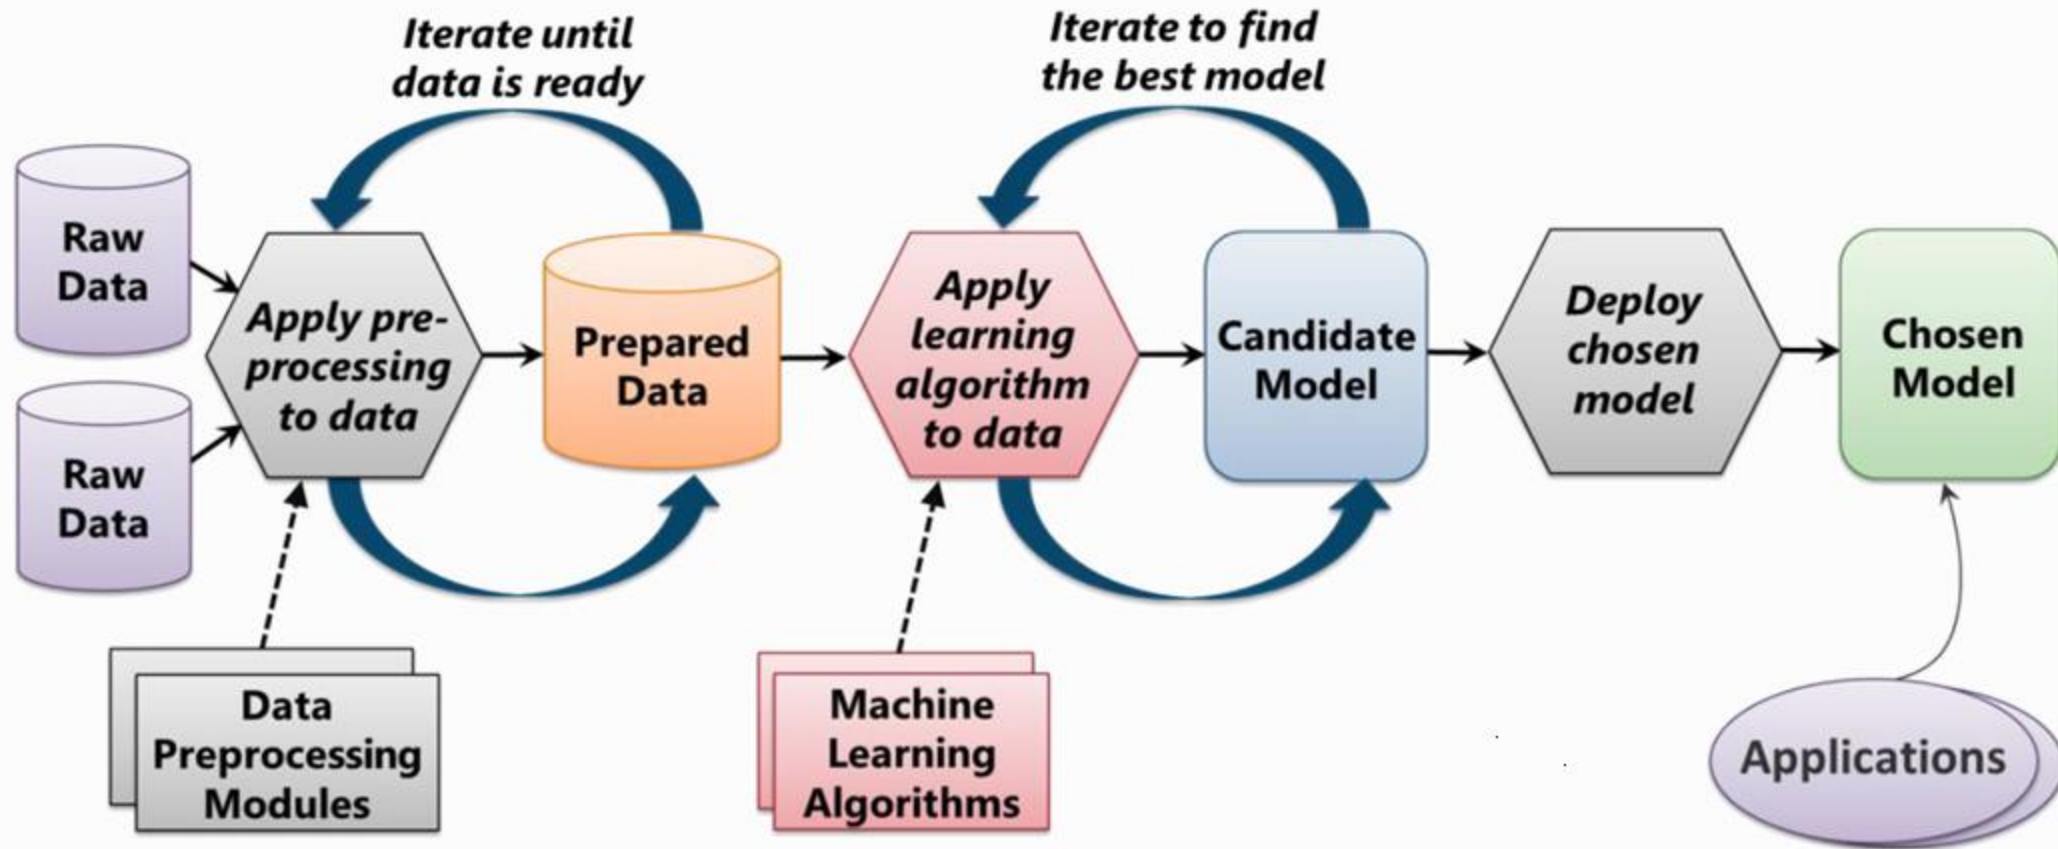 Iterate until
data is ready
Iterate to find
the best model
Raw
Data
Raw
Data
Apply pre-
processing
to data
Prepared
Data
Apply
learning
algorithm
to data
Candidate
Model
Deploy
chosen
model
Chosen
Model
Data
Preprocessing
Modules
Machine
Learning
Algorithms
Applications